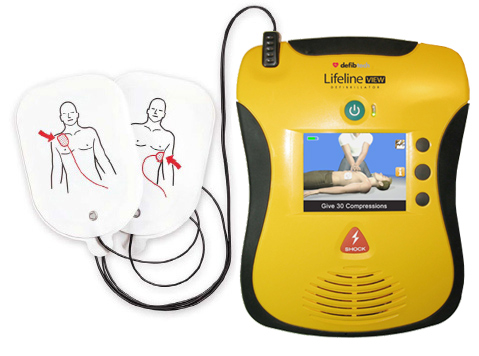 defibtech
Lifeline VIEW
DEFIBRILLATOR
Give 30 Compressions
SHOCK